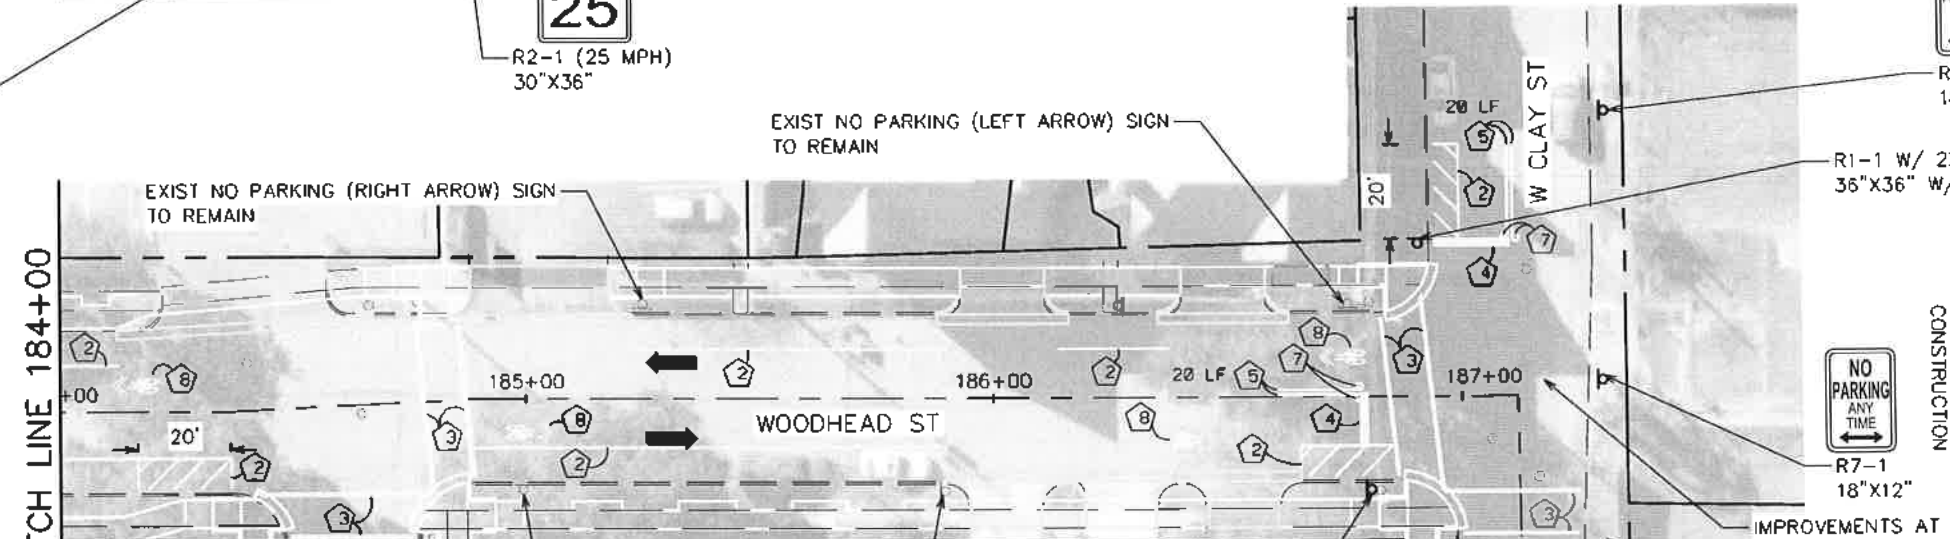 25
R2-1 (25 MPH)
30"X36"
EXIST NO PARKING (LEFT ARROW) SIGN
TO REMAIN
20 LF
5
W CLAY ST
R1-1 W/
36"X36" W/
EXIST NO PARKING (RIGHT ARROW) SIGN
TO REMAIN
20'
2
7
4
MATCH LINE 184+00
2
8
+00
185+00
2
186+00
2
20 LF
5
7
8
3
187+00
NO
PARKING
ANY
TIME
CONSTRUCTION
20'
3
8
WOODHEAD ST
8
4
2
2
2
R7-1
18"X12"
3
3
IMPROVEMENTS AT